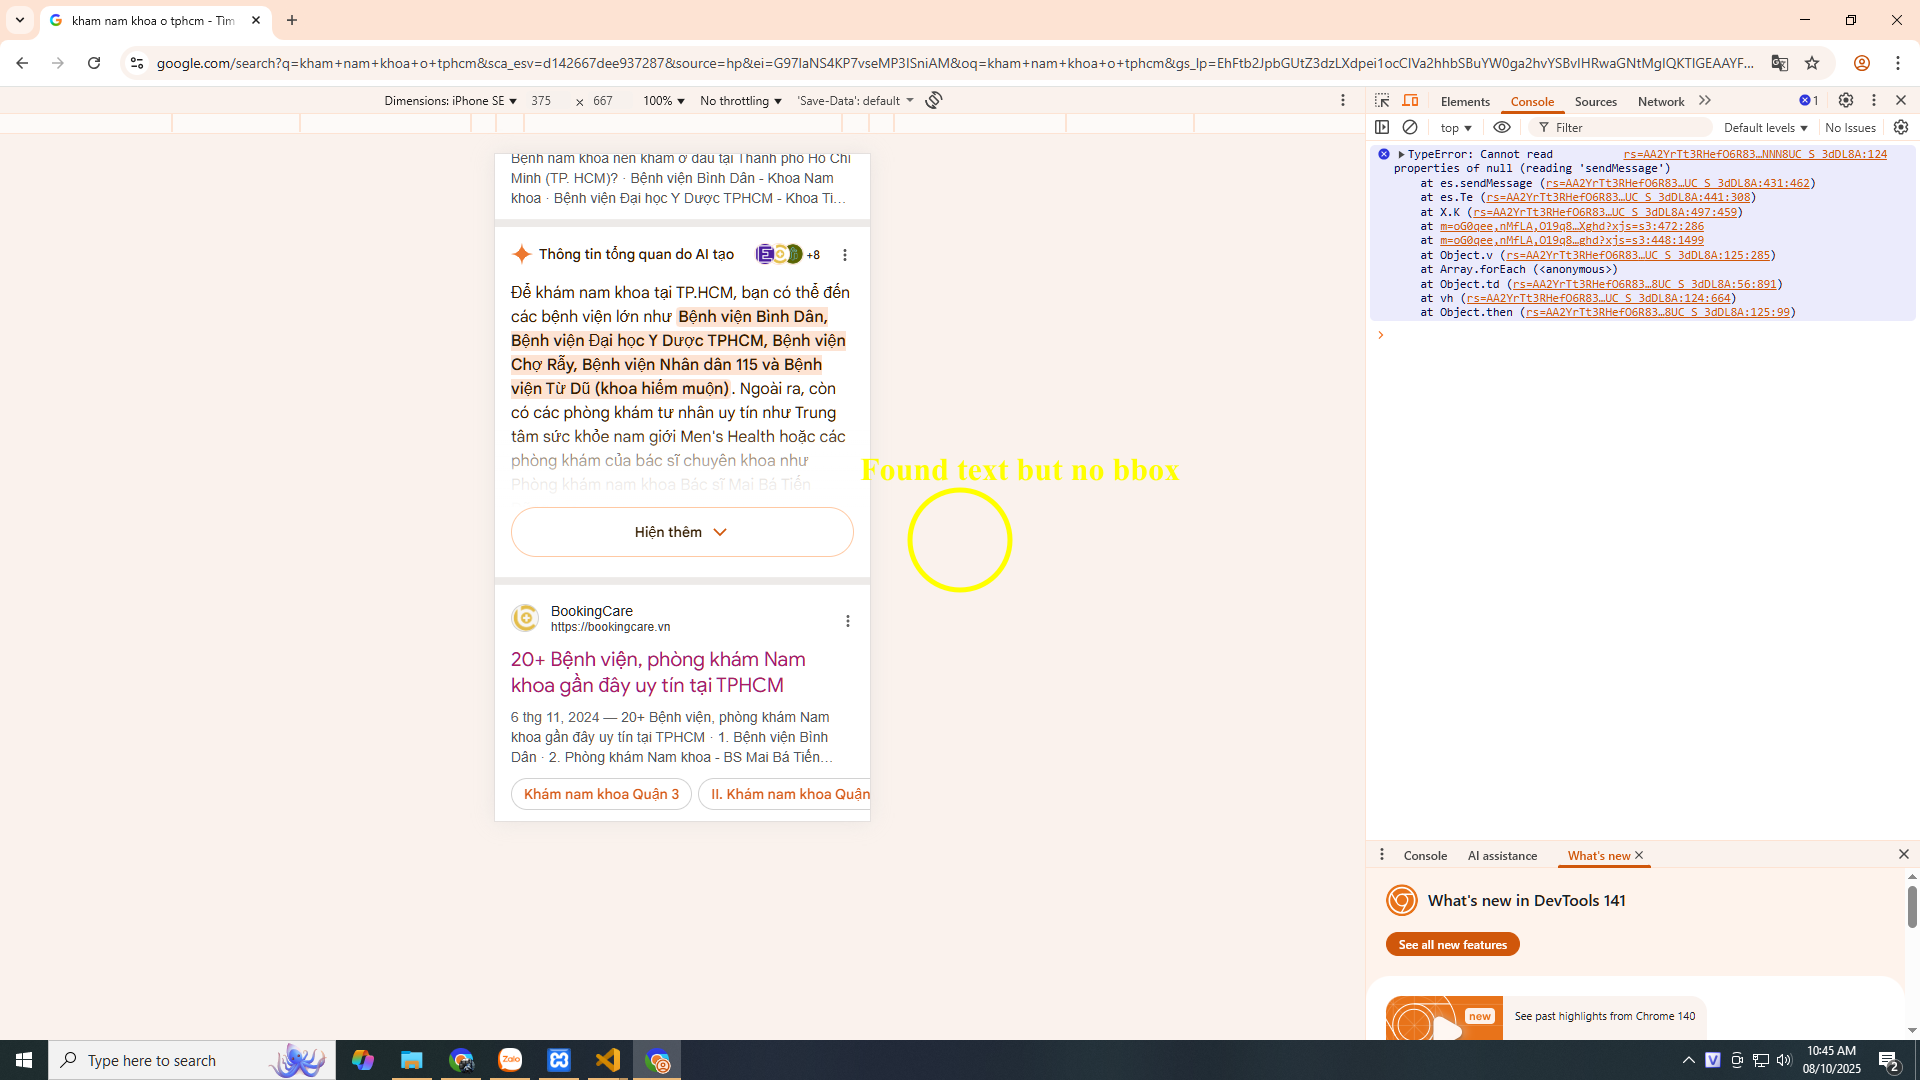 kham nam khoa o tphcm - Tìm
google.com/search?q=kham+nam+khoa+o+tphcm&sca_esv=d142667dee937287&source=hp&ei=G97laNS4KP7vseMP3ISniAM&oq=kham+nam+khoa+o+tphcm&gs_lp=EhFtb2JpbGUtZ3dzLXdpei1ocCIVa2hhbSBuYW0ga2hvYSBvIHRwaGNtMgIQKTIGEAAYF...
Dimensions: iPhone SE 375 × 667 100% No throttling 'Save-Data': default
Elements Console Sources Network 1
top Filter Default levels No Issues
TypeError: Cannot read rs=AA2YrTt3RHefO6R83…NNN8UC_S_3dDL8A:124
properties of null (reading 'sendMessage')
at es.sendMessage (rs=AA2YrTt3RHefO6R83…UC_S_3dDL8A:431:462)
at es.Te (rs=AA2YrTt3RHefO6R83…UC_S_3dDL8A:441:308)
at X.K (rs=AA2YrTt3RHefO6R83…UC_S_3dDL8A:497:459)
at m=oG0qee,nMfLA,O19q8…Xghd?xjs=s3:472:286
at m=oG0qee,nMfLA,O19q8…ghd?xjs=s3:448:1499
at Object.v (rs=AA2YrTt3RHefO6R83…UC_S_3dDL8A:125:285)
at Array.forEach (<anonymous>)
at Object.td (rs=AA2YrTt3RHefO6R83…8UC_S_3dDL8A:56:891)
at vh (rs=AA2YrTt3RHefO6R83…UC_S_3dDL8A:124:664)
at Object.then (rs=AA2YrTt3RHefO6R83…8UC_S_3dDL8A:125:99)
Bệnh nam khoa nên khám ở đâu tại Thành phố Hồ Chí
Minh (TP. HCM)? · Bệnh viện Bình Dân - Khoa Nam
khoa · Bệnh viện Đại học Y Dược TPHCM - Khoa Ti...
Thông tin tổng quan do AI tạo +8
Để khám nam khoa tại TP.HCM, bạn có thể đến
các bệnh viện lớn như Bệnh viện Bình Dân,
Bệnh viện Đại học Y Dược TPHCM, Bệnh viện
Chợ Rẫy, Bệnh viện Nhân dân 115 và Bệnh
viện Từ Dũ (khoa hiếm muộn). Ngoài ra, còn
có các phòng khám tư nhân uy tín như Trung
tâm sức khỏe nam giới Men's Health hoặc các
phòng khám của bác sĩ chuyên khoa như
Phòng khám nam khoa Bác sĩ Mai Bá Tiến
Found text but no bbox
Hiện thêm
BookingCare
https://bookingcare.vn
20+ Bệnh viện, phòng khám Nam
khoa gần đây uy tín tại TPHCM
6 thg 11, 2024 — 20+ Bệnh viện, phòng khám Nam
khoa gần đây uy tín tại TPHCM · 1. Bệnh viện Bình
Dân · 2. Phòng khám Nam khoa - BS Mai Bá Tiến...
Khám nam khoa Quận 3
II. Khám nam khoa Quận
Console AI assistance What's new
What's new in DevTools 141
See all new features
new
See past highlights from Chrome 140
Type here to search
Zalo
V
10:45 AM
08/10/2025
2